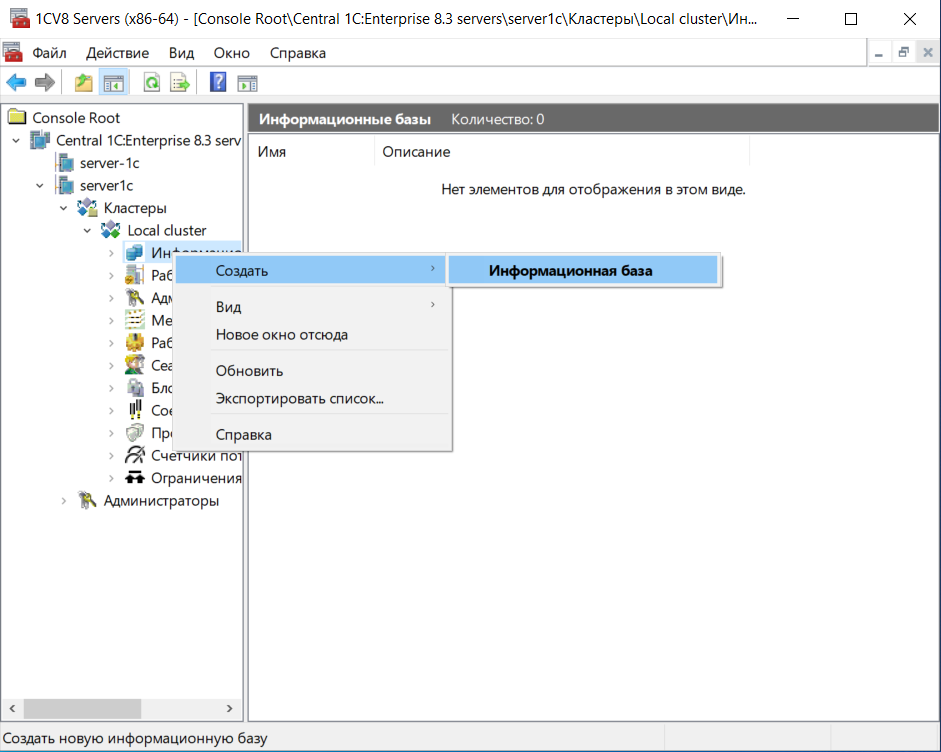 1CV8 Servers (x86-64) - [Console Root\Central 1C:Enterprise 8.3 servers\server1c\Кластеры\Local cluster\Ин...
Файл Действие Вид Окно Справка
Console Root
Central 1C:Enterprise 8.3 serv
server-1c
server1c
Кластеры
Local cluster
Администраторы
Информационные базы Количество: 0
Имя Описание
Нет элементов для отображения в этом виде.
Создать
Информационная база
Вид
Новое окно отсюда
Обновить
Экспортировать список...
Справка
Раб
Ме
Раб
Сеа
Бло
Сое
Счетчики пот
Ограничения
Создать новую информационную базу